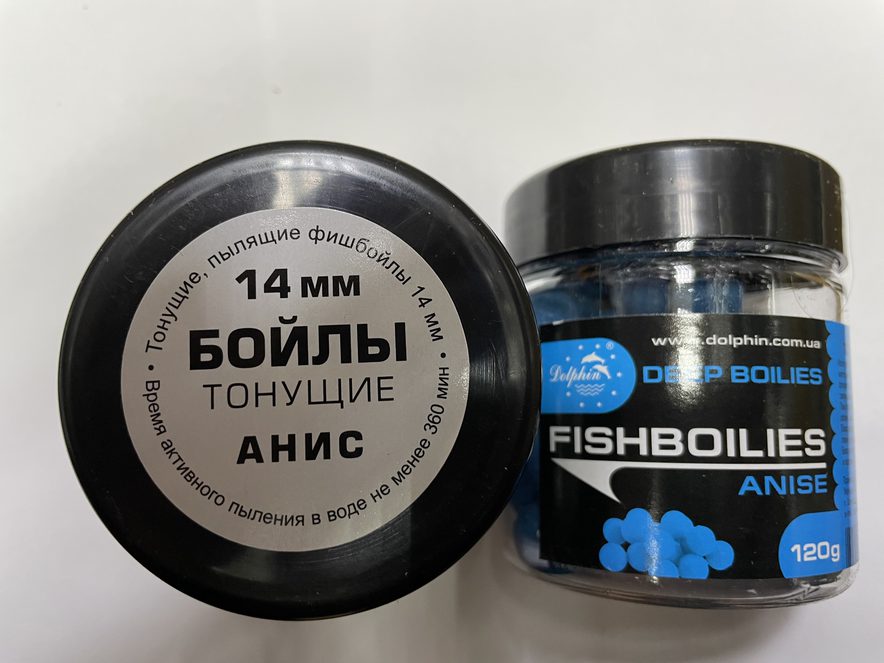 Тонущие, пылящие фишбойлы 14 мм •
14 мм
БОЙЛЫ
ТОНУЩИЕ
АНИС
• Время активного пыления в воде не менее 360 мин •
www.dolphin.com.ua
Dolphin ®
DEEP BOILIES
FISHBOILIES
ANISE
120g